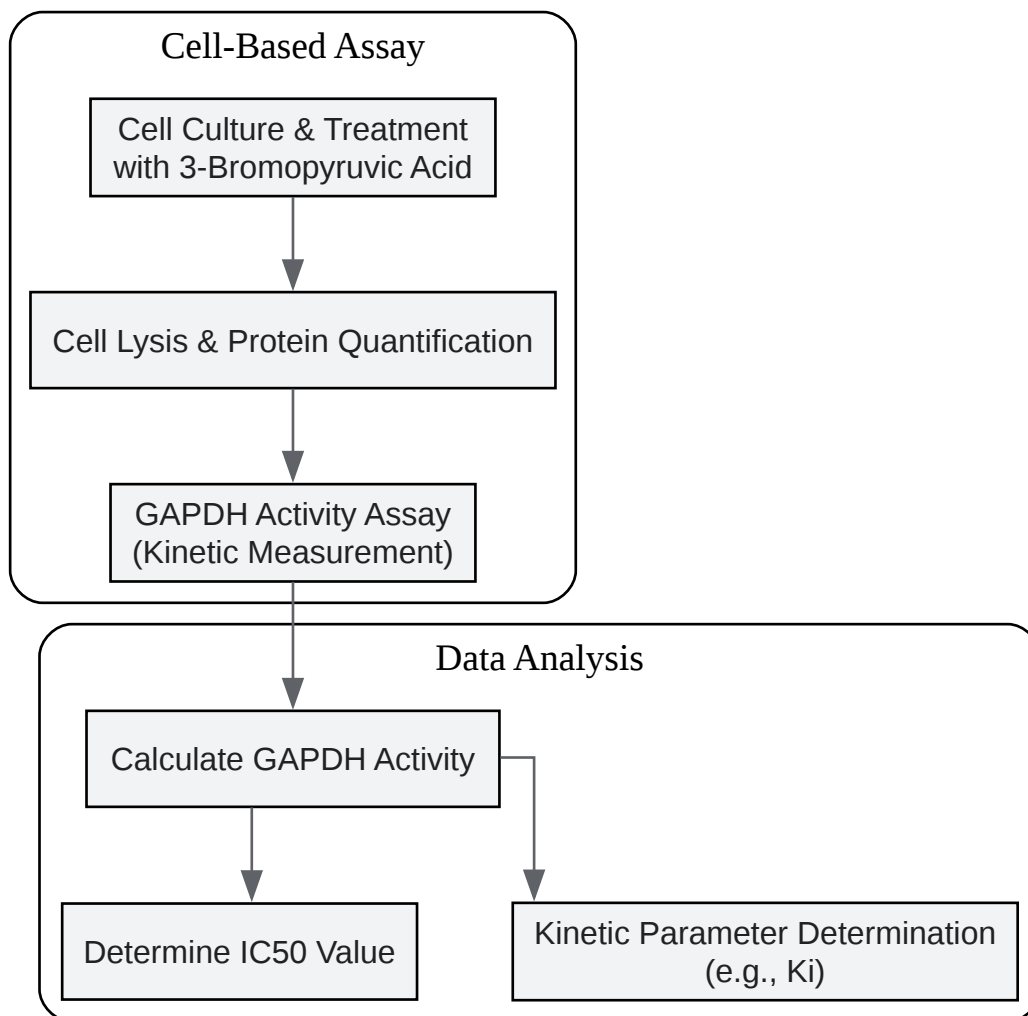 Cell-Based Assay
Cell Culture & Treatment
with 3-Bromopyruvic Acid
Cell Lysis & Protein Quantification
GAPDH Activity Assay
(Kinetic Measurement)
Data Analysis
Calculate GAPDH Activity
Determine IC50 Value
Kinetic Parameter Determination
(e.g., Ki)